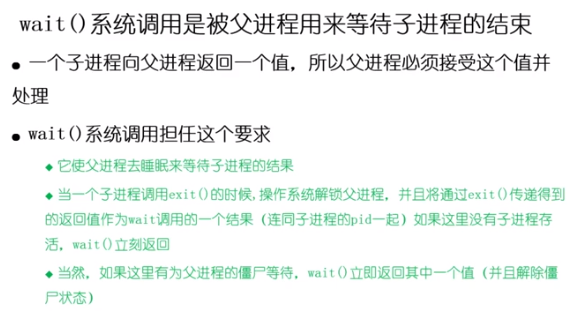 wait()系统调用是被父进程用来等待子进程的结束
● 一个子进程向父进程返回一个值，所以父进程必须接受这个值并
处理
● wait()系统调用担任这个要求
◆ 它使父进程去睡眠来等待子进程的结果
◆ 当一个子进程调用exit()的时候,操作系统解锁父进程，并且将通过exit()传递得到
的返回值作为wait调用的一个结果（连同子进程的pid一起）如果这里没有子进程存
活，wait()立刻返回
◆ 当然，如果这里有为父进程的僵尸等待，wait()立即返回其中一个值（并且解除僵
尸状态）